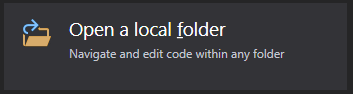 Open a local folder
Navigate and edit code within any folder